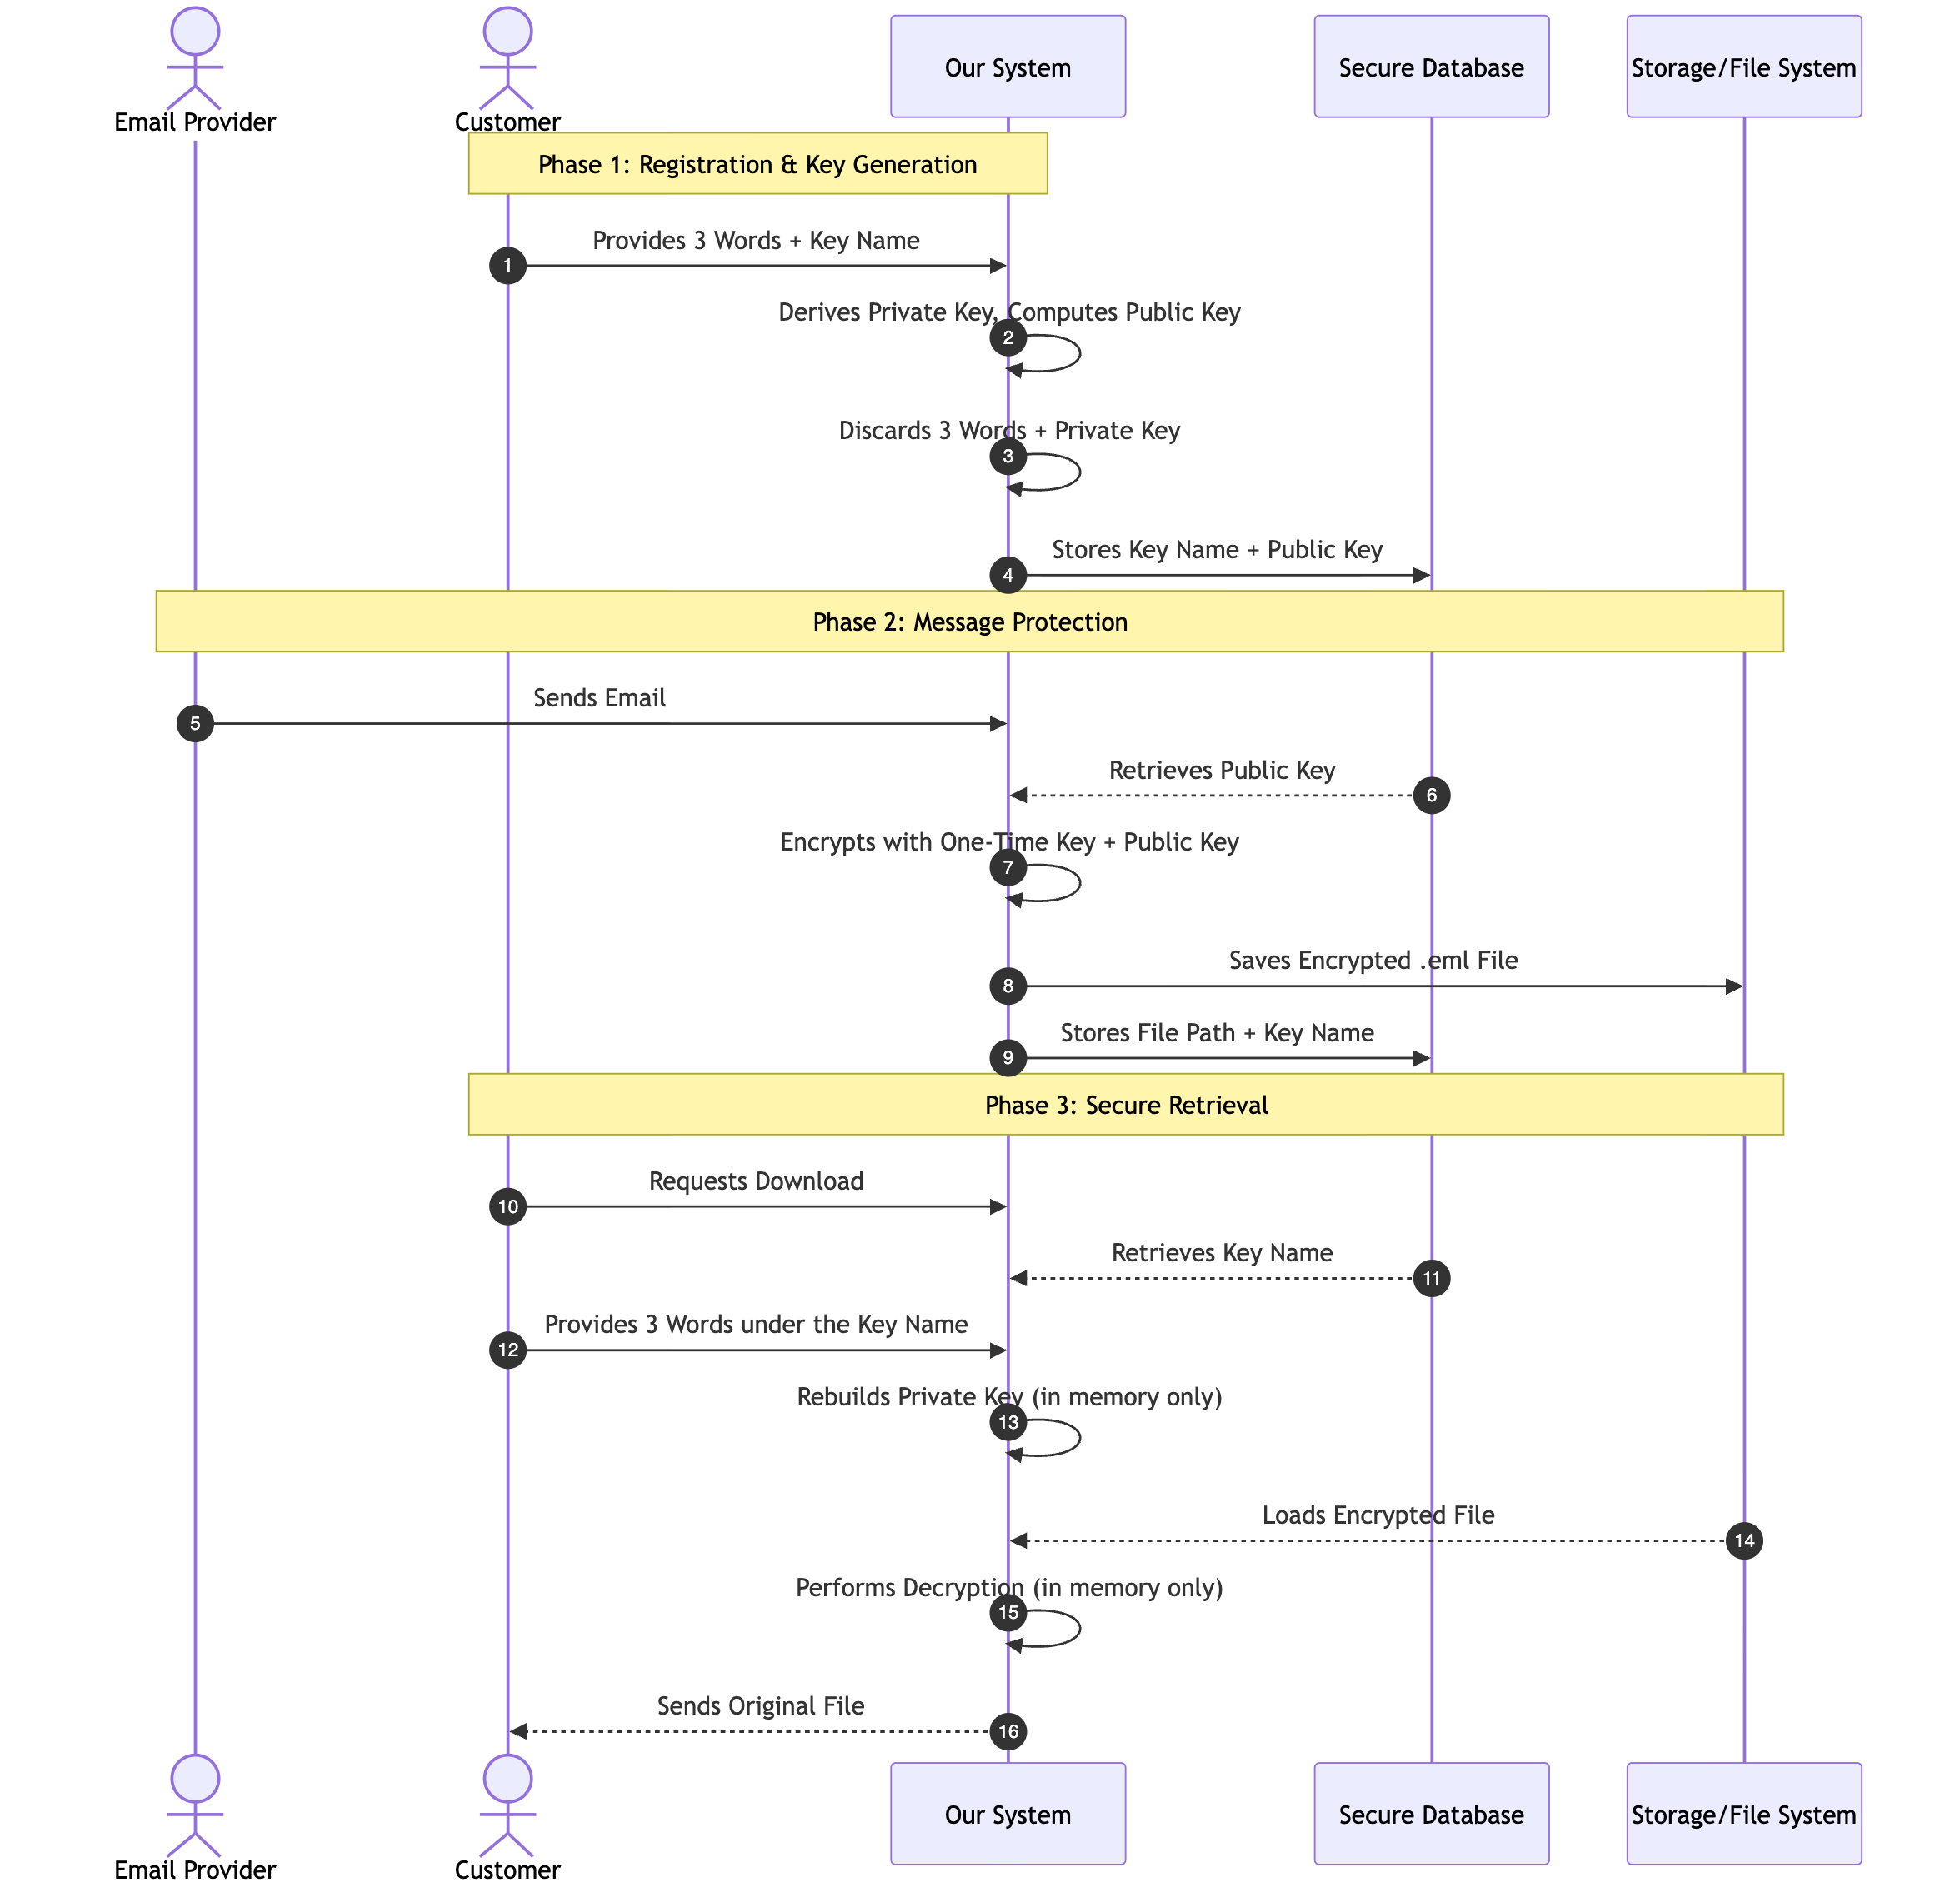 Email Provider
Customer
Our System
Secure Database
Storage/File System
Phase 1: Registration & Key Generation
1
Provides 3 Words + Key Name
Derives Private Key, Computes Public Key
2
Discards 3 Words + Private Key
3
Stores Key Name + Public Key
4
Phase 2: Message Protection
Sends Email
5
Retrieves Public Key
6
Encrypts with One-Time Key + Public Key
7
Saves Encrypted .eml File
8
Stores File Path + Key Name
9
Phase 3: Secure Retrieval
Requests Download
10
Retrieves Key Name
11
Provides 3 Words under the Key Name
12
Rebuilds Private Key (in memory only)
13
Loads Encrypted File
14
Performs Decryption (in memory only)
15
Sends Original File
16
Email Provider
Customer
Our System
Secure Database
Storage/File System